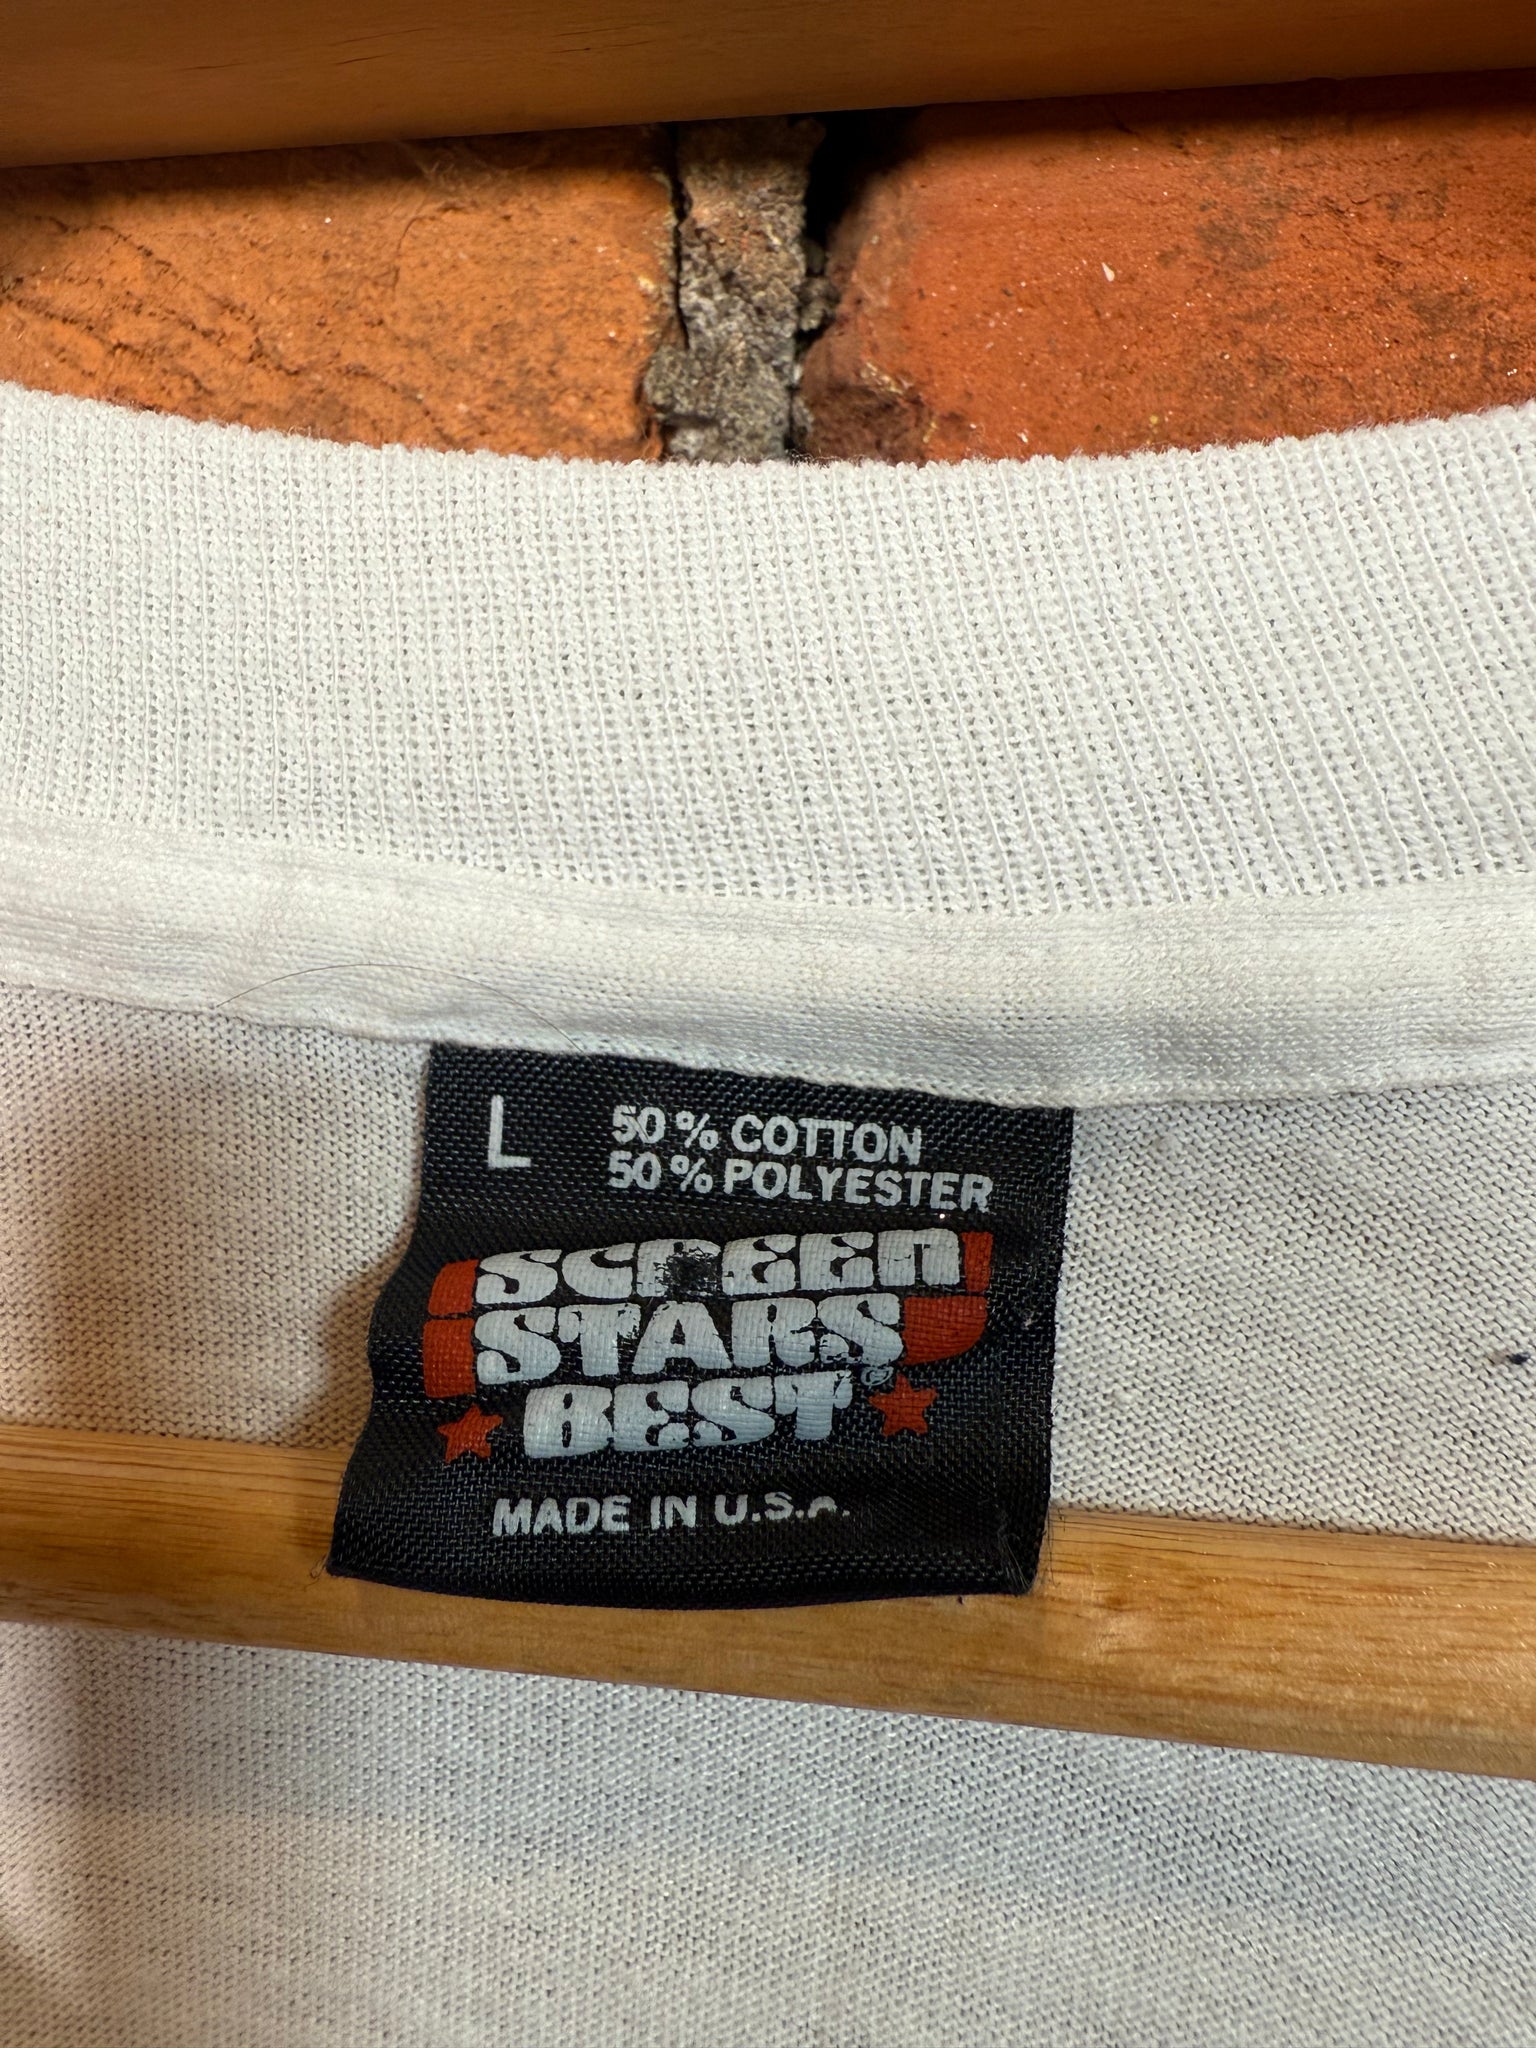 L
50% COTTON
50% POLYESTER
SCREEN
STARS
BEST®
MADE IN U.S.A.